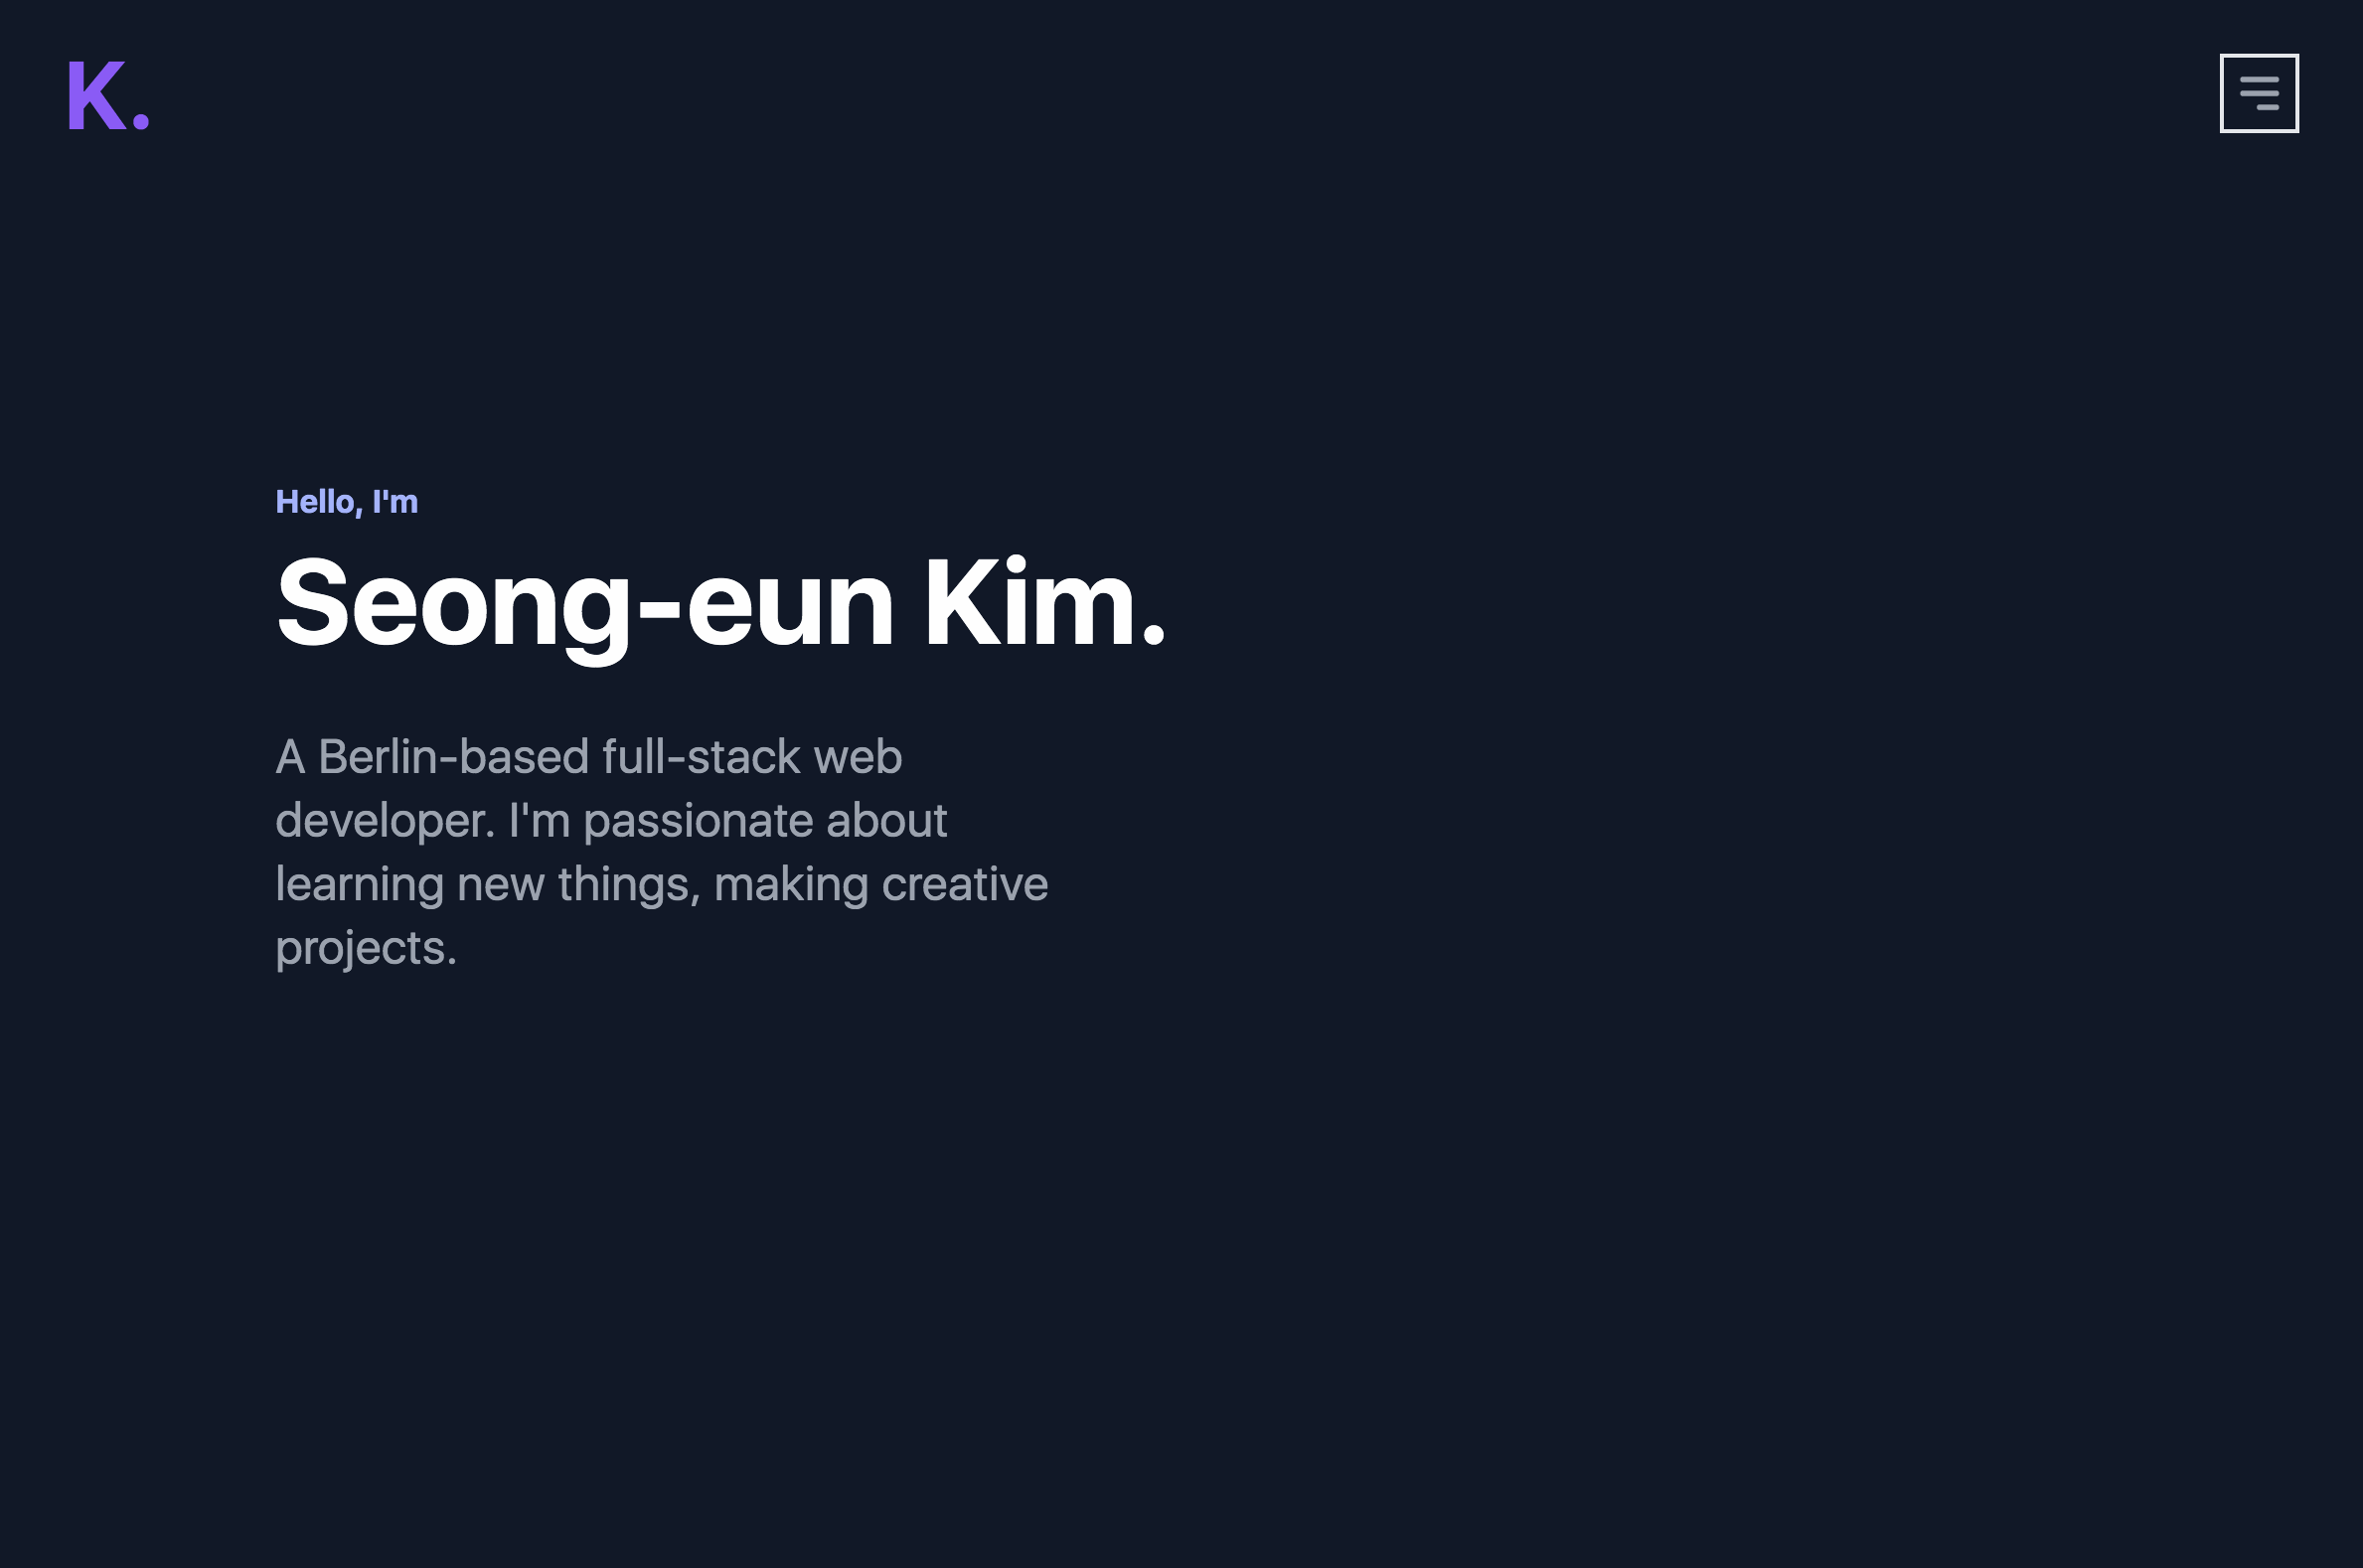 K.
Hello, I'm
Seong-eun Kim.
A Berlin-based full-stack web
developer. I'm passionate about
learning new things, making creative
projects.